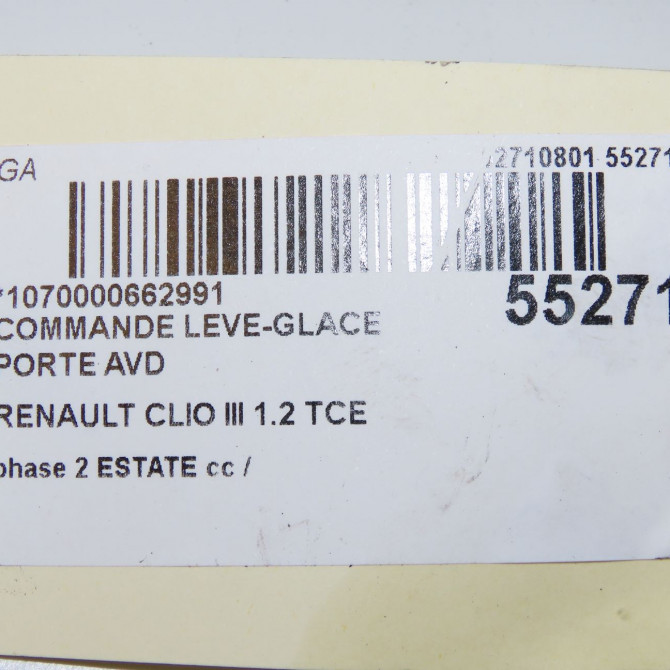 GA
2710801 55271
*1070000662991
55271
COMMANDE LEVE-GLACE
PORTE AVD
RENAULT CLIO III 1.2 TCE
phase 2 ESTATE cc /